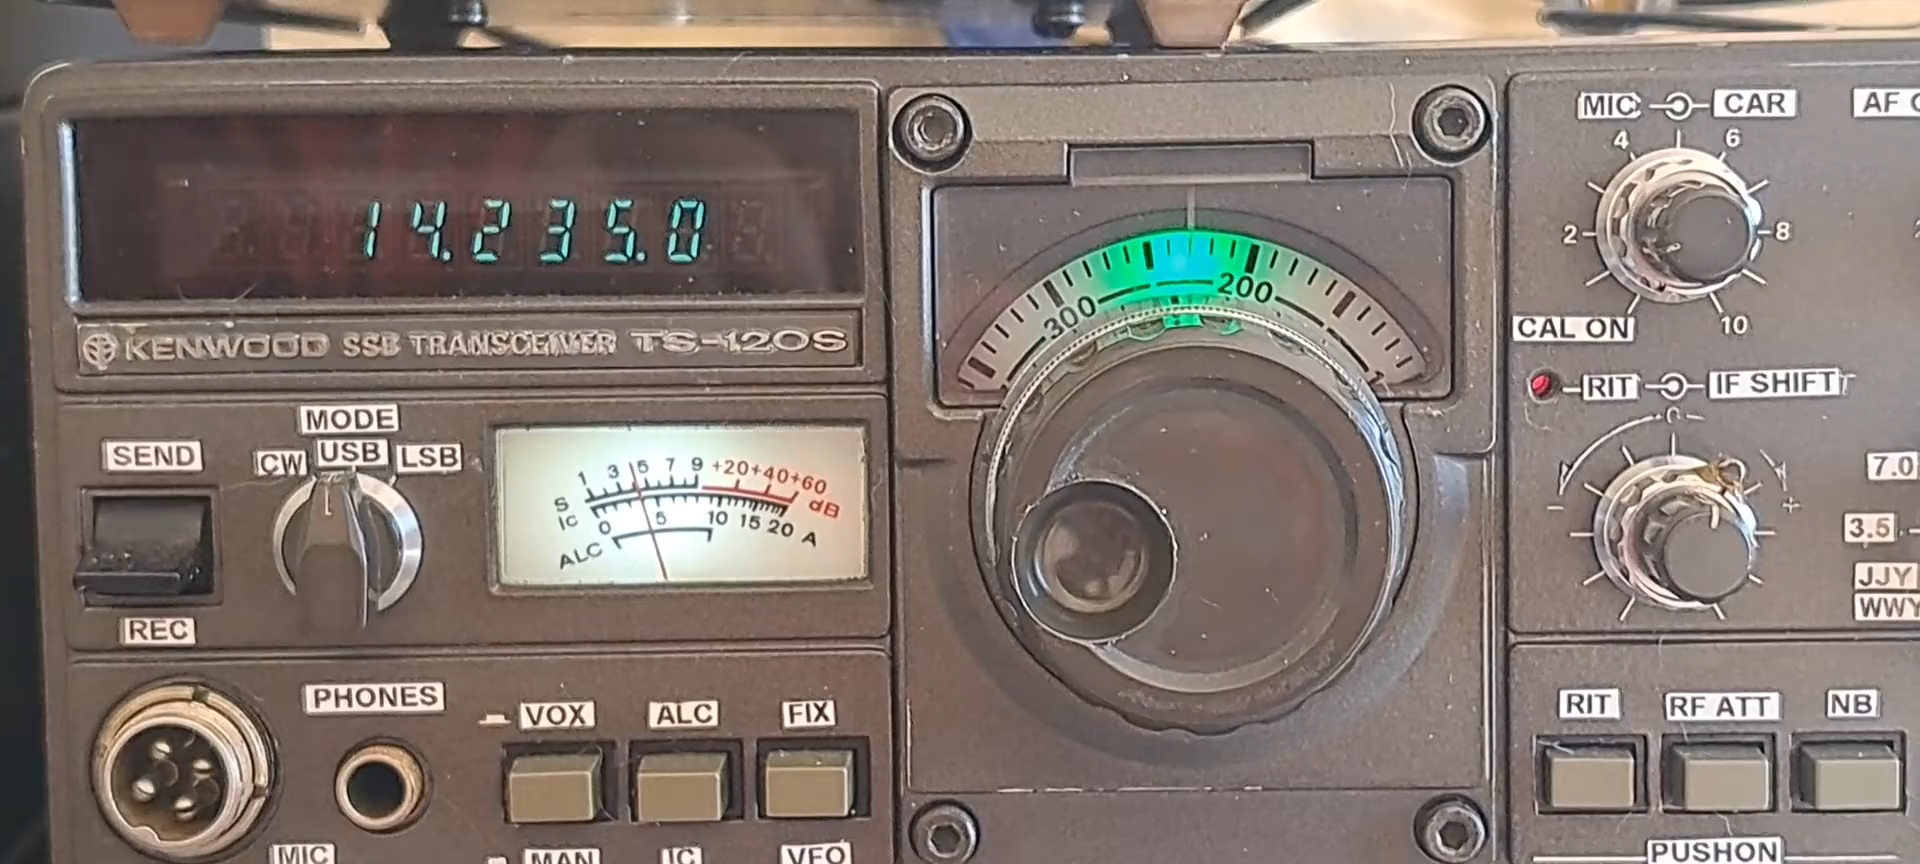 14.235.0
KENWOOD SSB TRANSCEIVER TS-120S
MODE
SEND
CW USB LSB
REC
S 1 3 5 7 9 +20 +40 +60 dB
IC 0 5 10 15 20 A
ALC
PHONES
VOX ALC FIX
MIC
MAN IC VFO
300 200
MIC CAR
AF
4 6
2 8
10
CAL ON
RIT IF SHIFT
0
- +
7.0
3.5
JJY
WWV
RIT RF ATT NB
PUSH ON